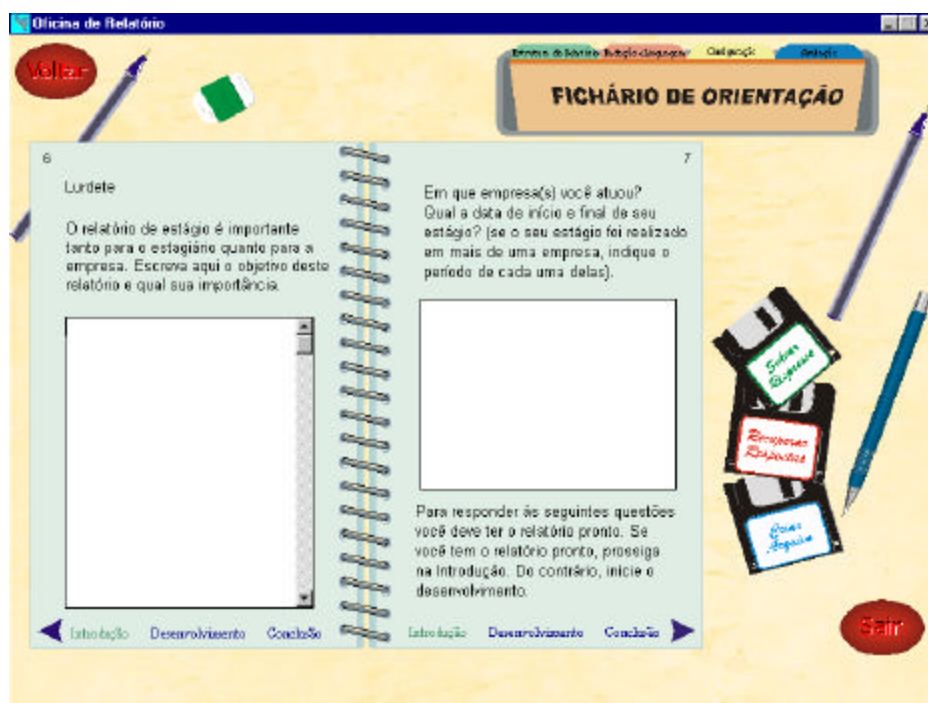 Oficina de Relatório
Voltar
FICHÁRIO DE ORIENTAÇÃO
6
Lurdete
O relatório de estágio é importante
tanto para o estagiário quanto para a
empresa. Escreva aqui o objetivo deste
relatório e qual sua importância.
Introdução Desenvolvimento Conclusão
7
Em que empresa(s) você atuou?
Qual a data de início e final de seu
estágio? (se o seu estágio foi realizado
em mais de uma empresa, indique o
período de cada uma delas).
Para responder às seguintes questões
você deve ter o relatório pronto. Se
você tem o relatório pronto, prossiga
na Introdução. Do contrário, inicie o
desenvolvimento.
Introdução Desenvolvimento Conclusão
Salvar
Resposta
Recuperar
Respostas
Sair